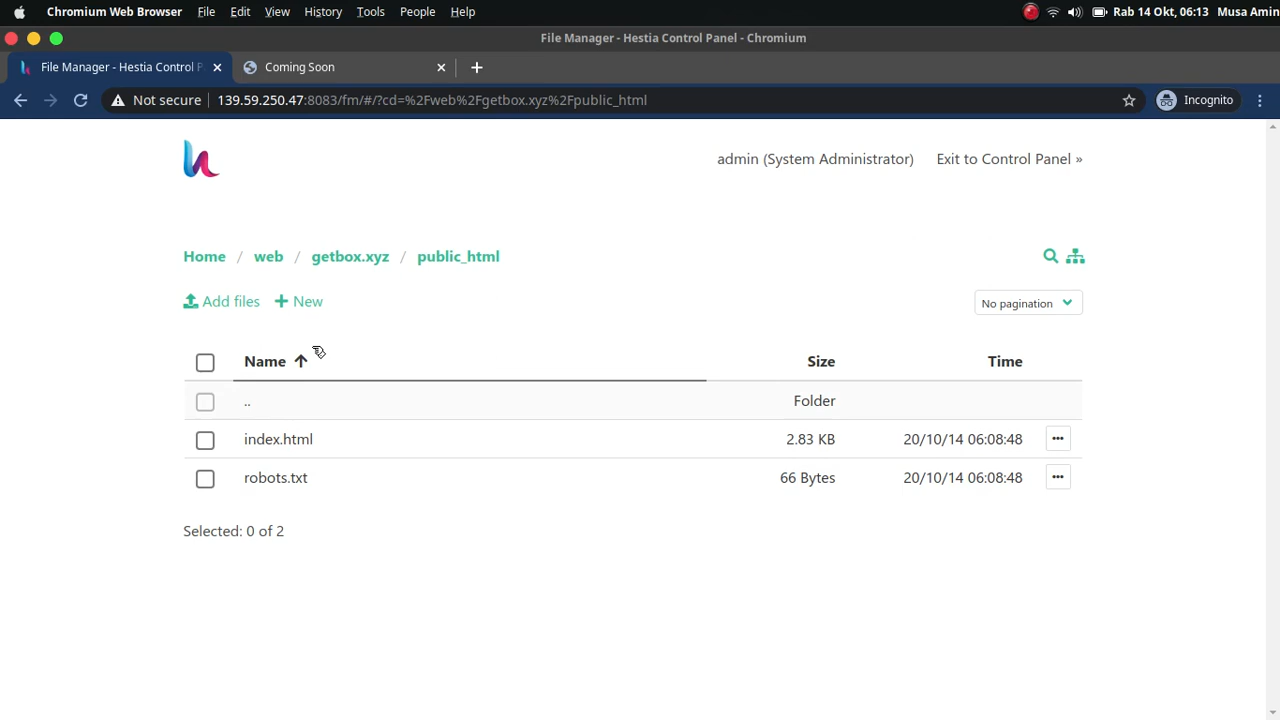 Chromium Web Browser File Edit View History Tools People Help Rab 14 Okt, 06:13 Musa Amin
File Manager - Hestia Control Panel - Chromium
File Manager - Hestia Control P Coming Soon
Not secure 139.59.250.47:8083/fm/#/?cd=%2Fweb%2Fgetbox.xyz%2Fpublic_html Incognito
admin (System Administrator) Exit to Control Panel »
Home / web / getbox.xyz / public_html
Add files New No pagination
Name Size Time
.. Folder
index.html 2.83 KB 20/10/14 06:08:48
robots.txt 66 Bytes 20/10/14 06:08:48
Selected: 0 of 2